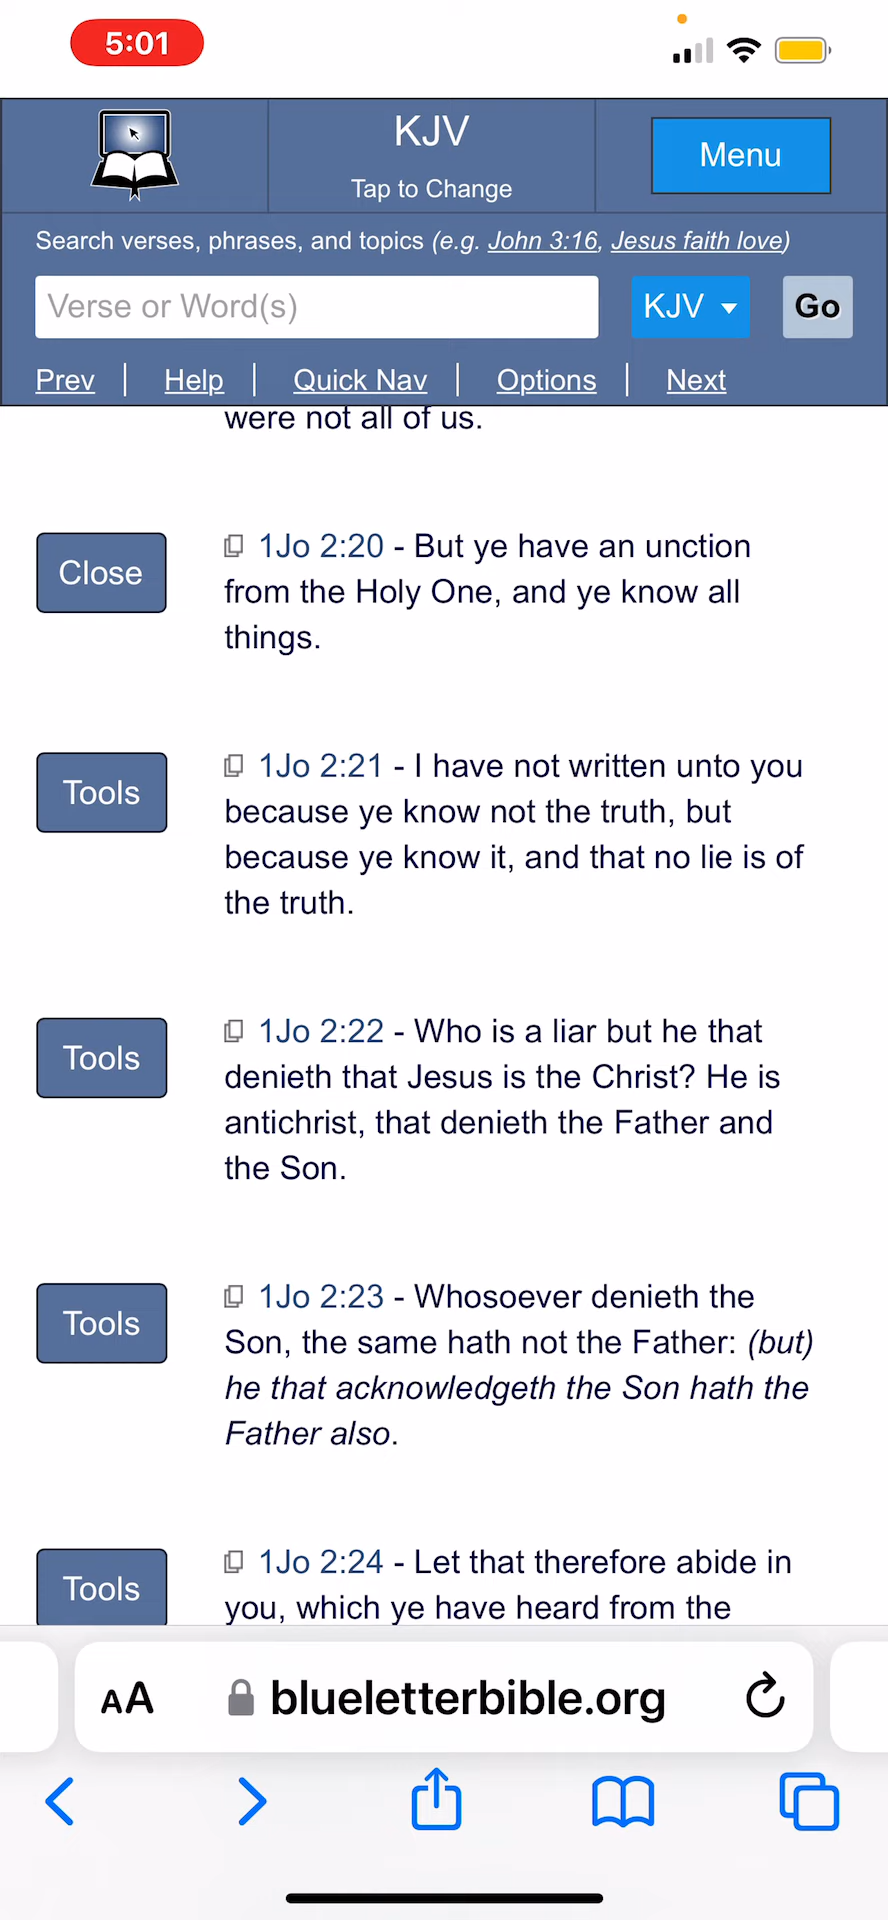 5:01
KJV
Tap to Change
Menu
Search verses, phrases, and topics (e.g. John 3:16, Jesus faith love)
Verse or Word(s)
KJV
Go
Prev | Help | Quick Nav | Options | Next
were not all of us.
Close
1Jo 2:20 - But ye have an unction
from the Holy One, and ye know all
things.
Tools
1Jo 2:21 - I have not written unto you
because ye know not the truth, but
because ye know it, and that no lie is of
the truth.
Tools
1Jo 2:22 - Who is a liar but he that
denieth that Jesus is the Christ? He is
antichrist, that denieth the Father and
the Son.
Tools
1Jo 2:23 - Whosoever denieth the
Son, the same hath not the Father: (but)
he that acknowledgeth the Son hath the
Father also.
Tools
1Jo 2:24 - Let that therefore abide in
you, which ye have heard from the
AA blueletterbible.org